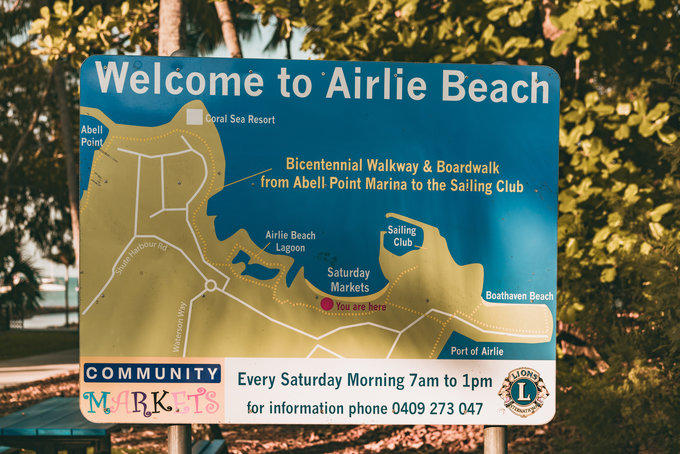 Welcome to Airlie Beach
Coral Sea Resort
Abell
Point
Bicentennial Walkway & Boardwalk
from Abell Point Marina to the Sailing Club
Airlie Beach
Lagoon
Sailing
Club
Saturday
Markets
You are here
Shute Harbour Rd
Waterson Way
Boathaven Beach
Port of Airlie
COMMUNITY
MARKETS
Every Saturday Morning 7am to 1pm
for information phone 0409 273 047
LIONS
L
INTERNATIONAL